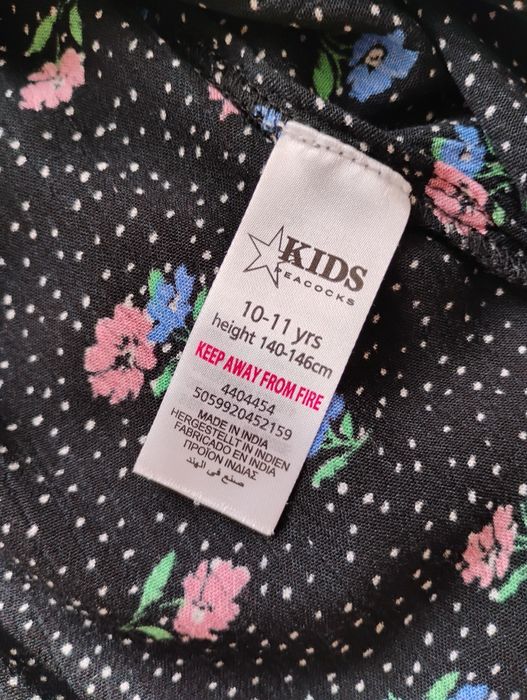 KIDS
PEACOCKS
10-11 yrs
height 140-146cm
KEEP AWAY FROM FIRE
4404454
5059920452159
MADE IN INDIA
HERGESTELLT IN INDIEN
FABRICADO EN INDIA
ΠΡΟΪΟΝ ΙΝΔΙΑΣ
صنع في الهند